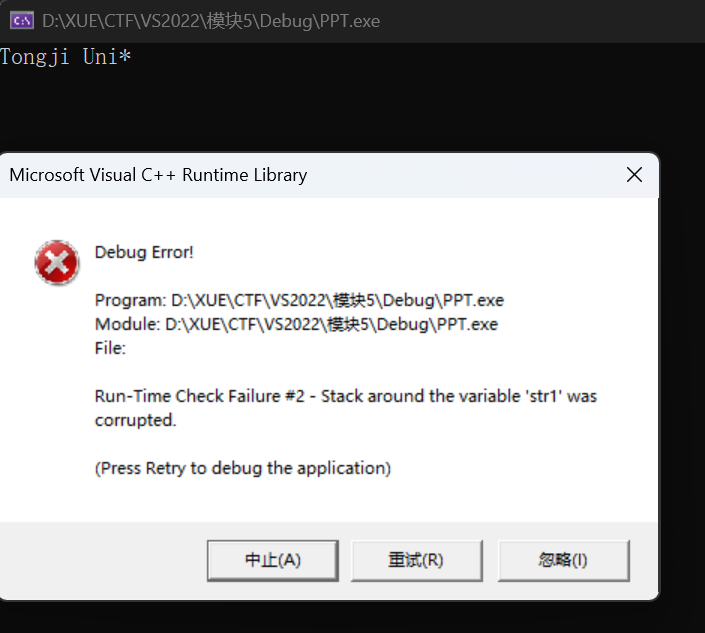 D:\XUE\CTF\VS2022\模块5\Debug\PPT.exe
Tongji Uni*
Microsoft Visual C++ Runtime Library
Debug Error!
Program: D:\XUE\CTF\VS2022\模块5\Debug\PPT.exe
Module: D:\XUE\CTF\VS2022\模块5\Debug\PPT.exe
File:
Run-Time Check Failure #2 - Stack around the variable 'str1' was
corrupted.
(Press Retry to debug the application)
中止(A) 重试(R) 忽略(I)